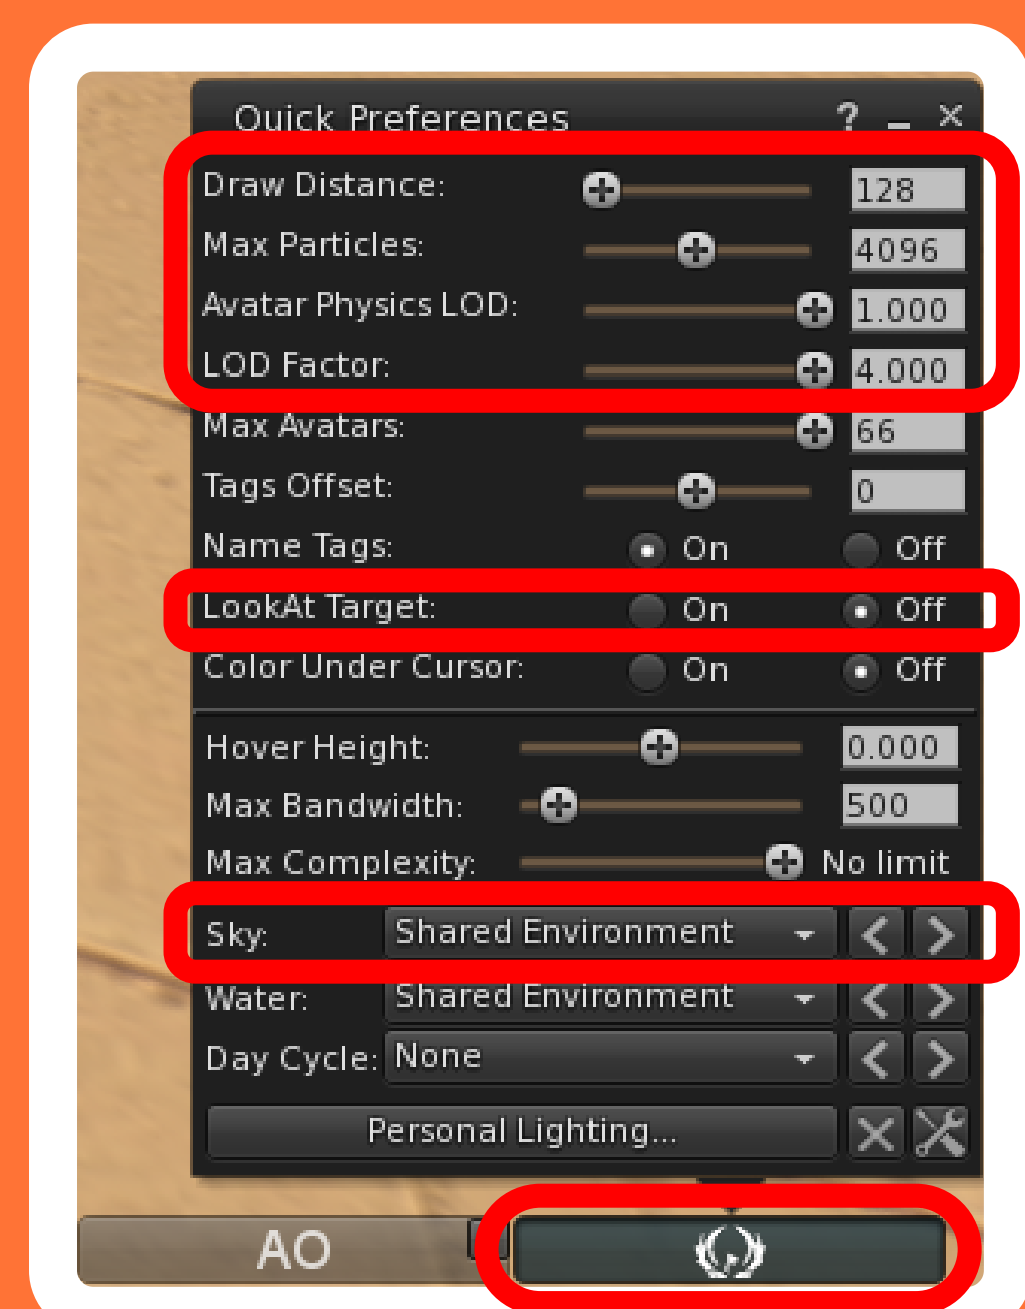 Quick Preferences ? _ ×
Draw Distance: 128
Max Particles: 4096
Avatar Physics LOD: 1.000
LOD Factor: 4.000
Max Avatars: 66
Tags Offset: 0
Name Tags: On Off
LookAt Target: On Off
Color Under Cursor: On Off
Hover Height: 0.000
Max Bandwidth: 500
Max Complexity: No limit
Sky: Shared Environment
Water: Shared Environment
Day Cycle: None
Personal Lighting...
AO